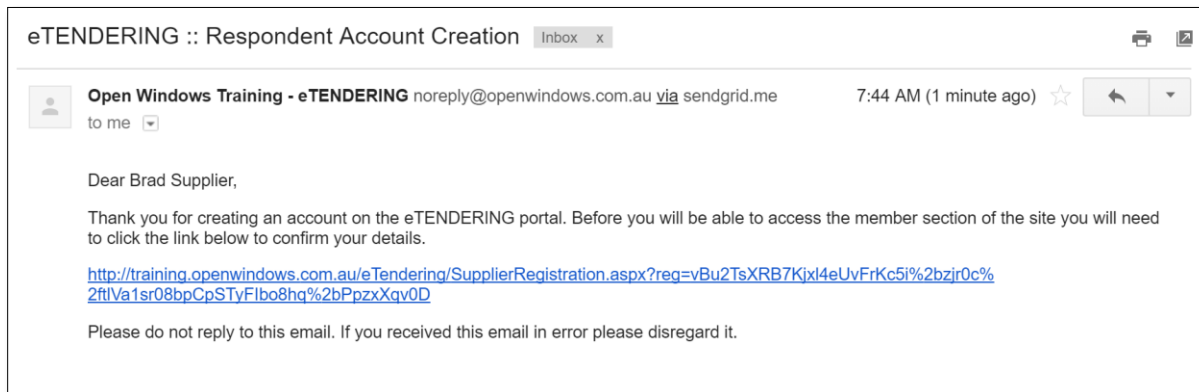 eTENDERING :: Respondent Account Creation Inbox x
Open Windows Training - eTENDERING noreply@openwindows.com.au via sendgrid.me 7:44 AM (1 minute ago)
to me
Dear Brad Supplier,
Thank you for creating an account on the eTENDERING portal. Before you will be able to access the member section of the site you will need
to click the link below to confirm your details.
http://training.openwindows.com.au/eTendering/SupplierRegistration.aspx?reg=vBu2TsXRB7Kjxl4eUvFrKc5i%2bzjr0c%
2ftlVa1sr08bpCpSTyFIbo8hq%2bPpzxXqv0D
Please do not reply to this email. If you received this email in error please disregard it.